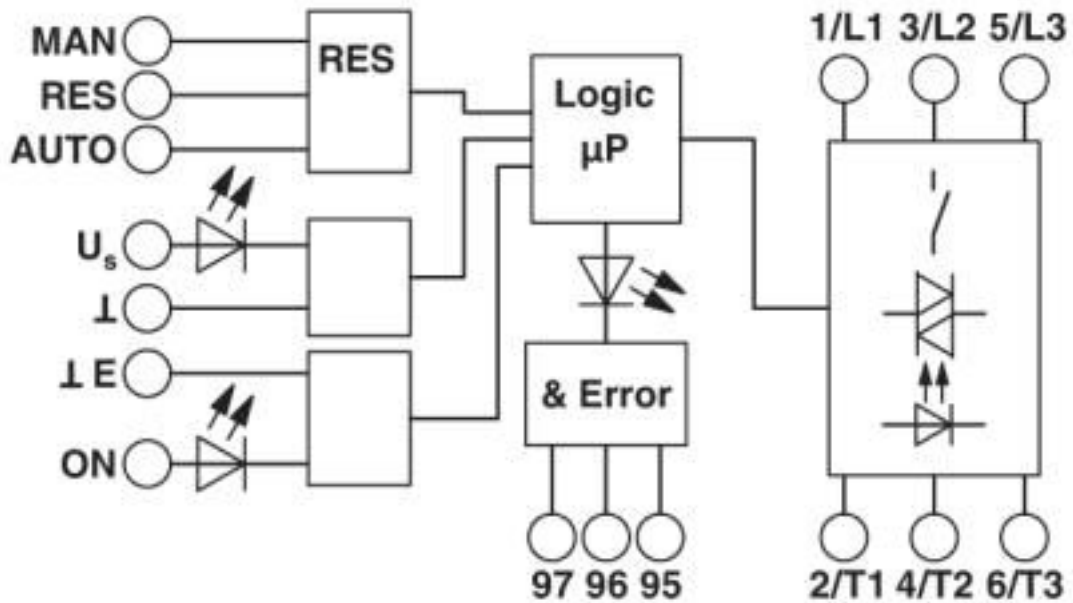 MAN
RES
AUTO
RES
Logic
µP
1/L1 3/L2 5/L3
Us
⊥
⊥ E
ON
& Error
97 96 95
2/T1 4/T2 6/T3